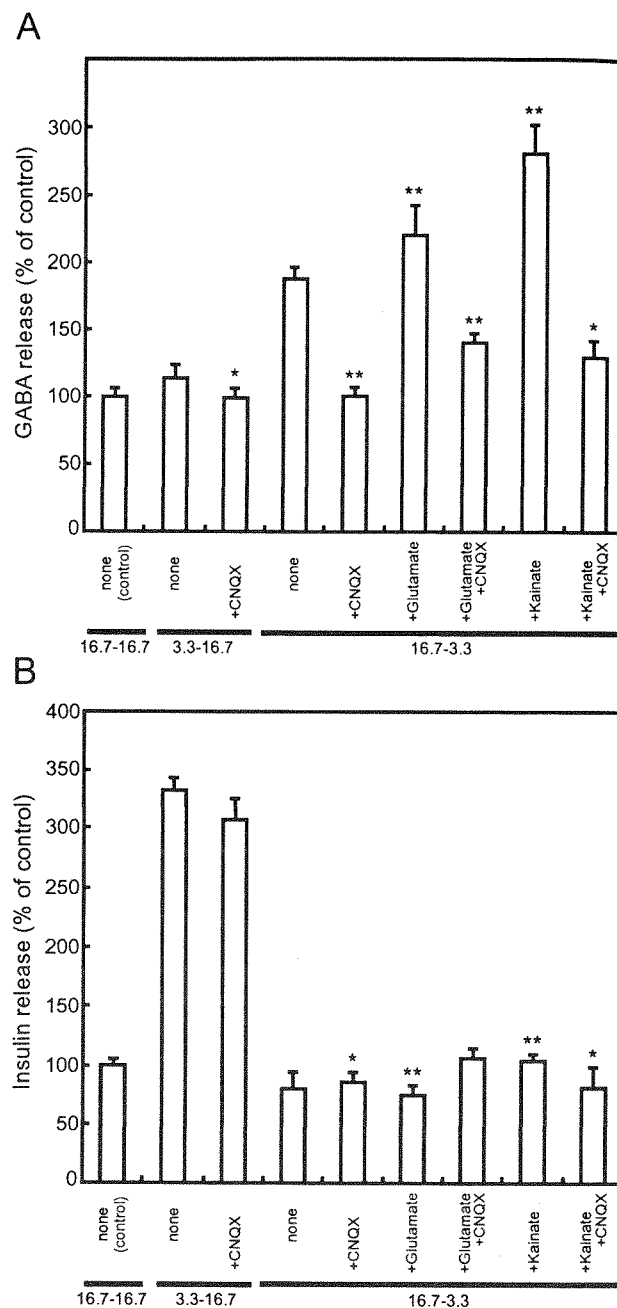 A
GABA release (% of control)
300
250
200
150
100
50
0
**
**
**
*
**
*
none
(control)
none
+CNQX
none
+CNQX
+Glutamate
+Glutamate
+CNQX
+Kainate
+Kainate
+CNQX
16.7-16.7
3.3-16.7
16.7-3.3
B
Insulin release (% of control)
400
350
300
250
200
150
100
50
0
*
**
**
*
none
(control)
none
+CNQX
none
+CNQX
+Glutamate
+Glutamate
+CNQX
+Kainate
+Kainate
+CNQX
16.7-16.7
3.3-16.7
16.7-3.3